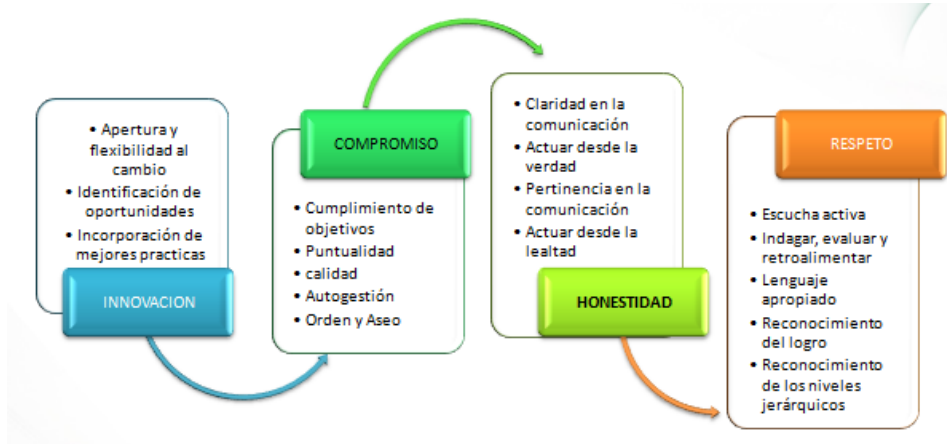 • Apertura y
flexibilidad al
cambio
• Identificación de
oportunidades
• Incorporación de
mejores practicas
INNOVACION
COMPROMISO
• Cumplimiento de
objetivos
• Puntualidad
• calidad
• Autogestión
• Orden y Aseo
• Claridad en la
comunicación
• Actuar desde la
verdad
• Pertinencia en la
comunicación
• Actuar desde la
lealtad
HONESTIDAD
RESPETO
• Escucha activa
• Indagar, evaluar y
retroalimentar
• Lenguaje
apropiado
• Reconocimiento
del logro
• Reconocimiento
de los niveles
jerárquicos